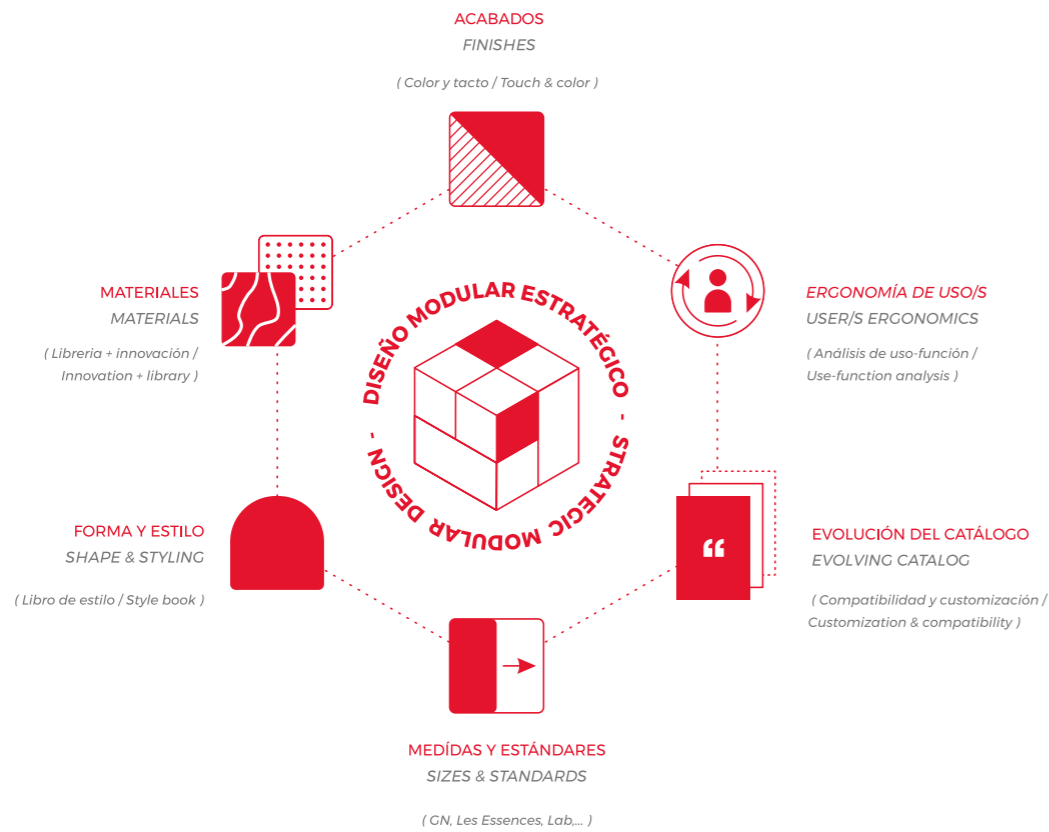 ACABADOS
FINISHES
( Color y tacto / Touch & color )
MATERIALES
MATERIALS
( Libreria + innovación /
Innovation + library )
DISEÑO MODULAR ESTRATÉGICO - STRATEGIC MODULAR DESIGN -
ERGONOMÍA DE USO/S
USER/S ERGONOMICS
( Análisis de uso-función /
Use-function analysis )
FORMA Y ESTILO
SHAPE & STYLING
( Libro de estilo / Style book )
“
EVOLUCIÓN DEL CATÁLOGO
EVOLVING CATALOG
( Compatibilidad y customización /
Customization & compatibility )
MEDÍDAS Y ESTÁNDARES
SIZES & STANDARDS
( GN, Les Essences, Lab,... )